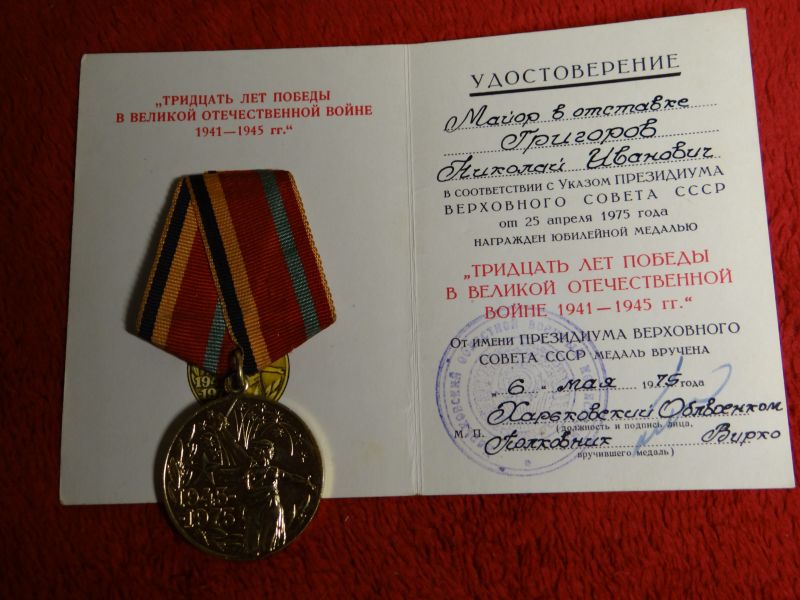 „ТРИДЦАТЬ ЛЕТ ПОБЕДЫ
В ВЕЛИКОЙ ОТЕЧЕСТВЕННОЙ ВОЙНЕ
1941—1945 гг.“
1945-
-1975
УДОСТОВЕРЕНИЕ
Майор в отставке
Григоров
Николай Иванович
В СООТВЕТСТВИИ С УКАЗОМ ПРЕЗИДИУМА
ВЕРХОВНОГО СОВЕТА СССР
от 25 апреля 1975 года
НАГРАЖДЕН ЮБИЛЕЙНОЙ МЕДАЛЬЮ
„ТРИДЦАТЬ ЛЕТ ПОБЕДЫ
В ВЕЛИКОЙ ОТЕЧЕСТВЕННОЙ
ВОЙНЕ 1941—1945 гг.“
От имени ПРЕЗИДИУМА ВЕРХОВНОГО
СОВЕТА СССР МЕДАЛЬ ВРУЧЕНА
„6“ мая 1975 года
Харьковский Облвоенком
М. П. (должность и подпись лица,
Полковник Вирко
вручившего медаль)